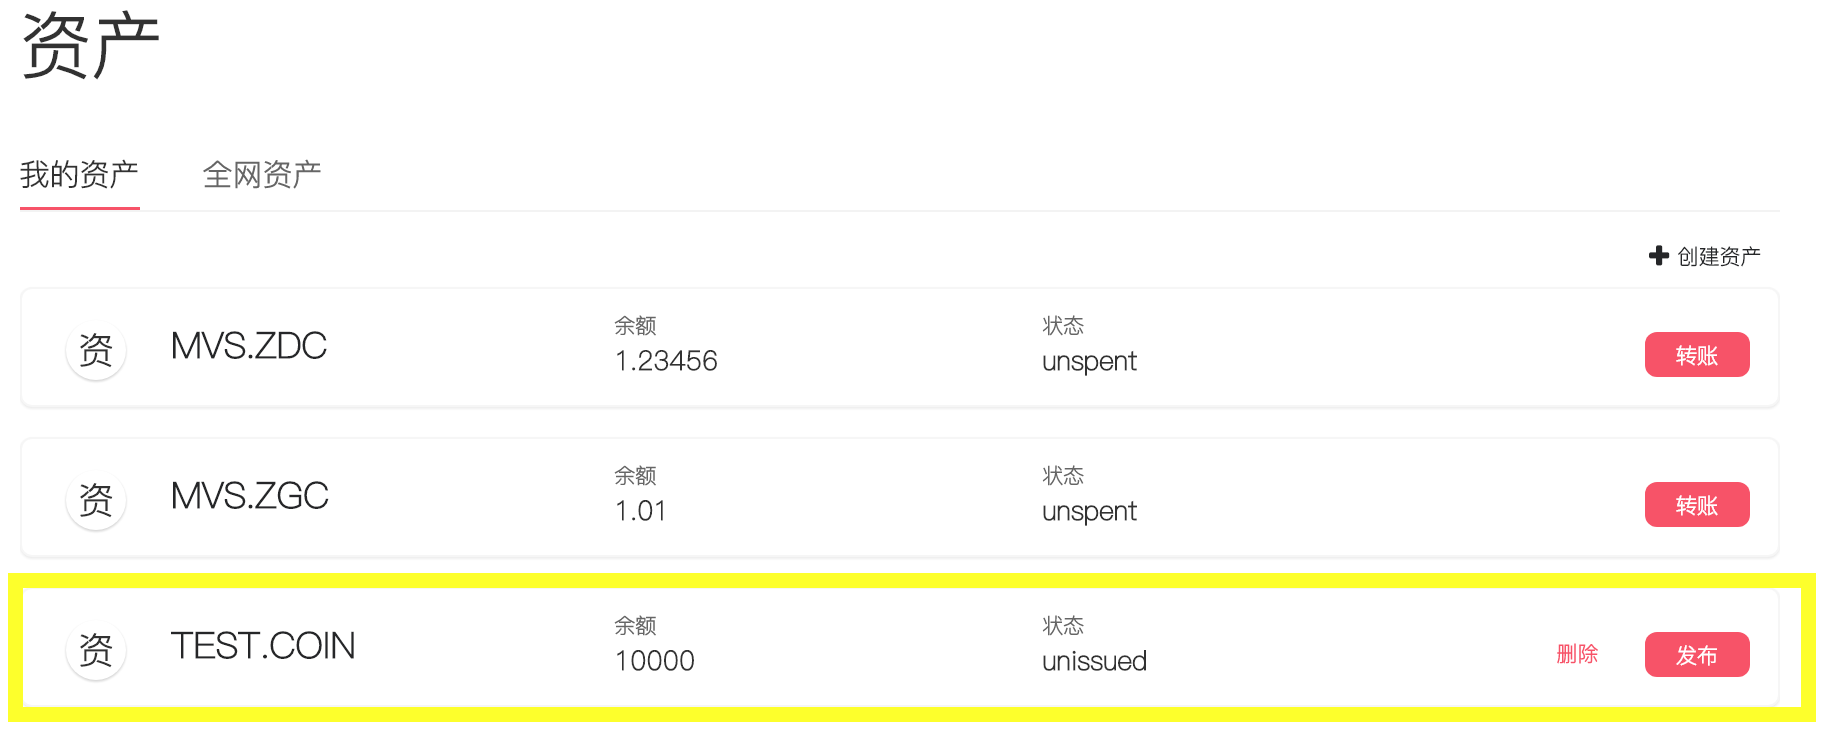 资产
我的资产 全网资产
创建资产
资 MVS.ZDC 余额 状态 转账
1.23456 unspent
资 MVS.ZGC 余额 状态 转账
1.01 unspent
资 TEST.COIN 余额 状态 删除 发布
10000 unissued